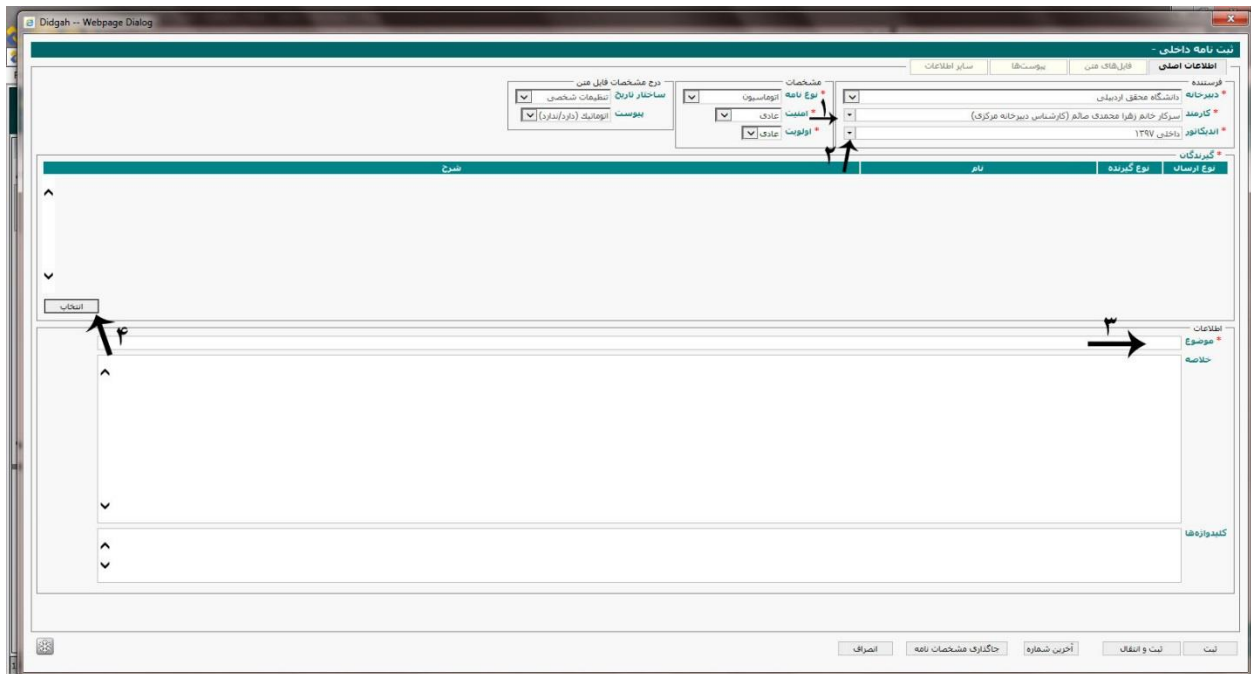 Didgah -- Webpage Dialog
ثبت نامه داخلی -
اطلاعات اصلی
فایل‌های متن
پیوست‌ها
سایر اطلاعات
فرستنده
* دبیرخانه دانشگاه محقق اردبیلی
* کارمند سرکار خانم زهرا محمدی صائم (کارشناس دبیرخانه مرکزی)
* اندیکاتور داخلی ۱۳۹۷
مشخصات
* نوع نامه اتوماسیون
* امنیت عادی
* اولویت عادی
درج مشخصات فایل متن
ساختار تاریخ تنظیمات شخصی
پیوست اتوماتیک (دارد/ندارد)
۱
۲
* گیرندگان
نوع ارسال نوع گیرنده نام شرح
انتخاب
۴
۳
اطلاعات
* موضوع
خلاصه
کلیدواژه‌ها
ثبت
ثبت و انتقال
آخرین شماره
جاگذاری مشخصات نامه
انصراف